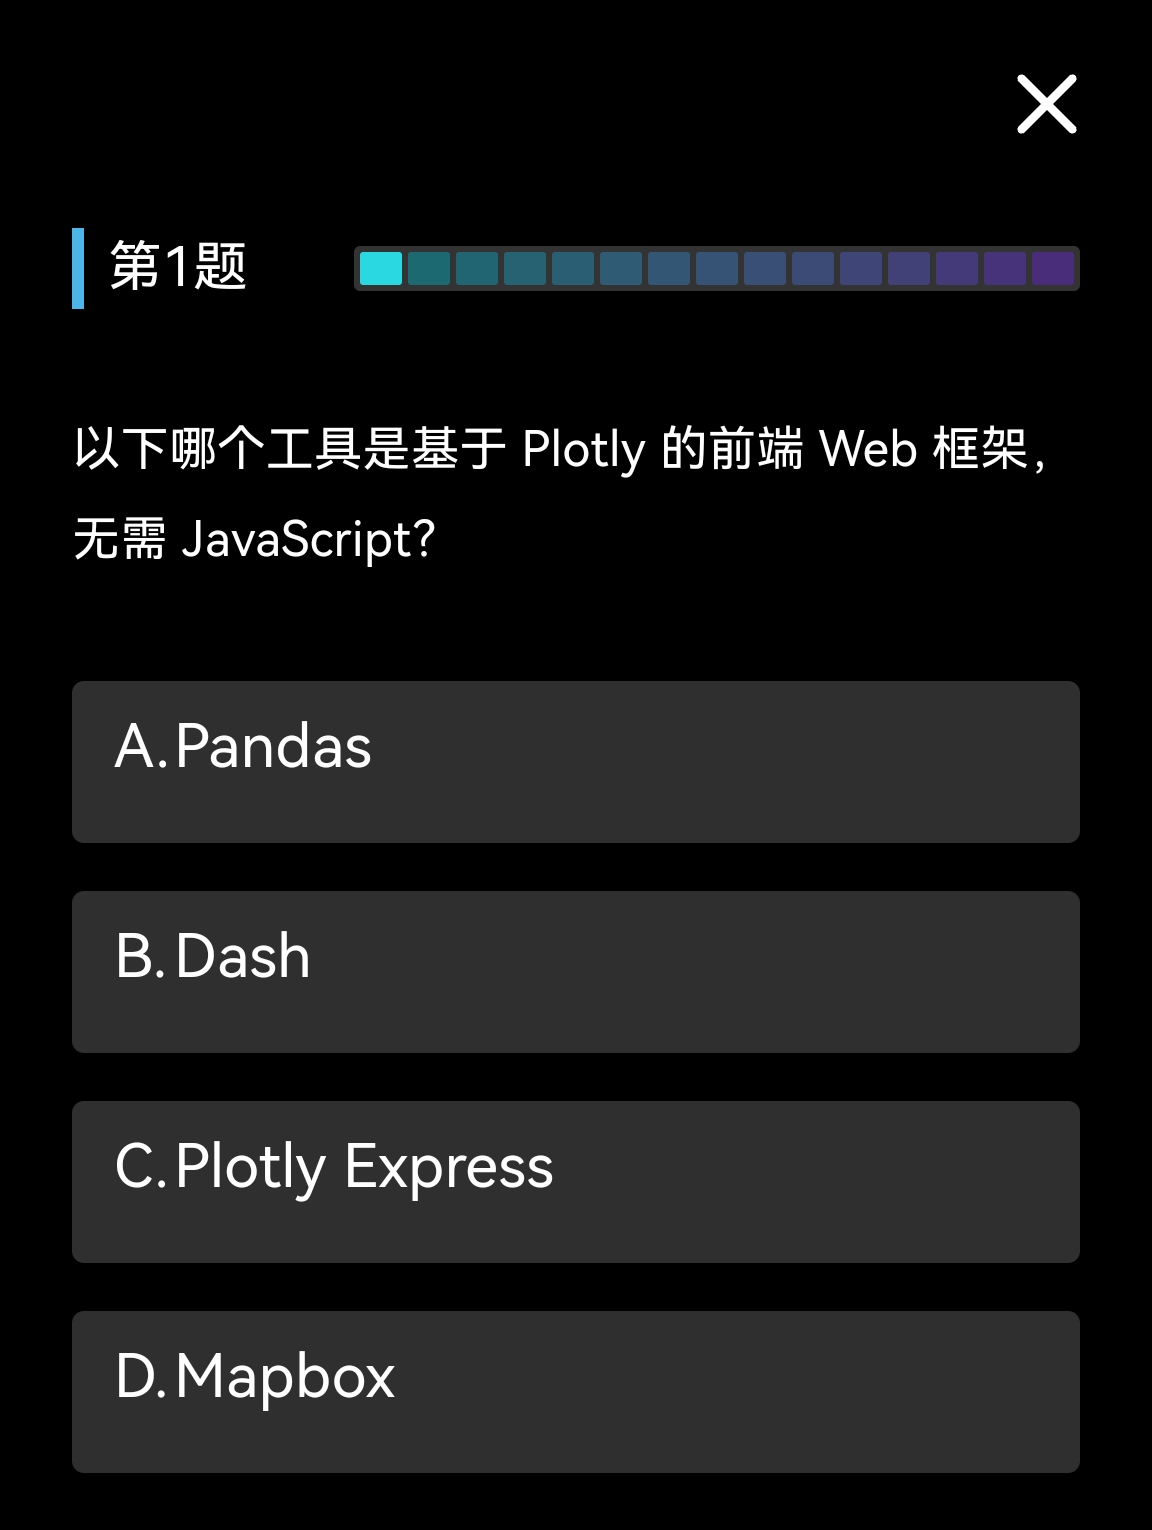 第1题
以下哪个工具是基于 Plotly 的前端 Web 框架，
无需 JavaScript？
A.Pandas
B.Dash
C.Plotly Express
D.Mapbox